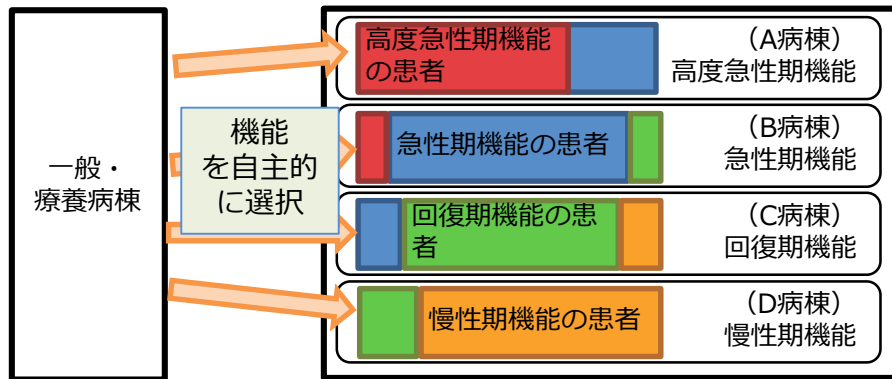 一般・
療養病棟
機能
を自主的
に選択
高度急性期機能
の患者
（A病棟）
高度急性期機能
急性期機能の患者
（B病棟）
急性期機能
回復期機能の患
者
（C病棟）
回復期機能
慢性期機能の患者
（D病棟）
慢性期機能